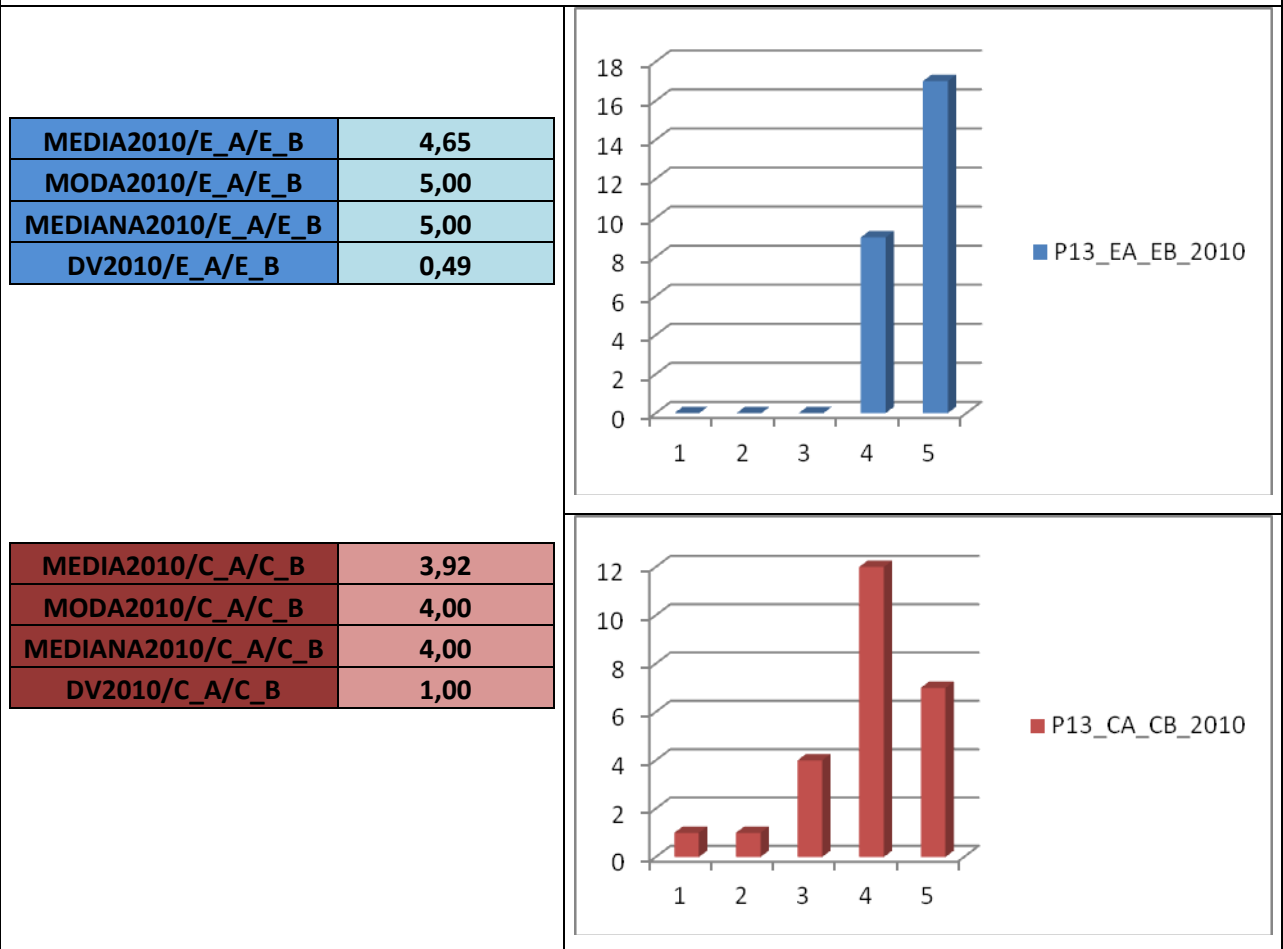 MEDIA2010/E_A/E_B 4,65
MODA2010/E_A/E_B 5,00
MEDIANA2010/E_A/E_B 5,00
DV2010/E_A/E_B 0,49
18
16
14
12
10
8
6
4
2
0
1 2 3 4 5
P13_EA_EB_2010
MEDIA2010/C_A/C_B 3,92
MODA2010/C_A/C_B 4,00
MEDIANA2010/C_A/C_B 4,00
DV2010/C_A/C_B 1,00
12
10
8
6
4
2
0
1 2 3 4 5
P13_CA_CB_2010